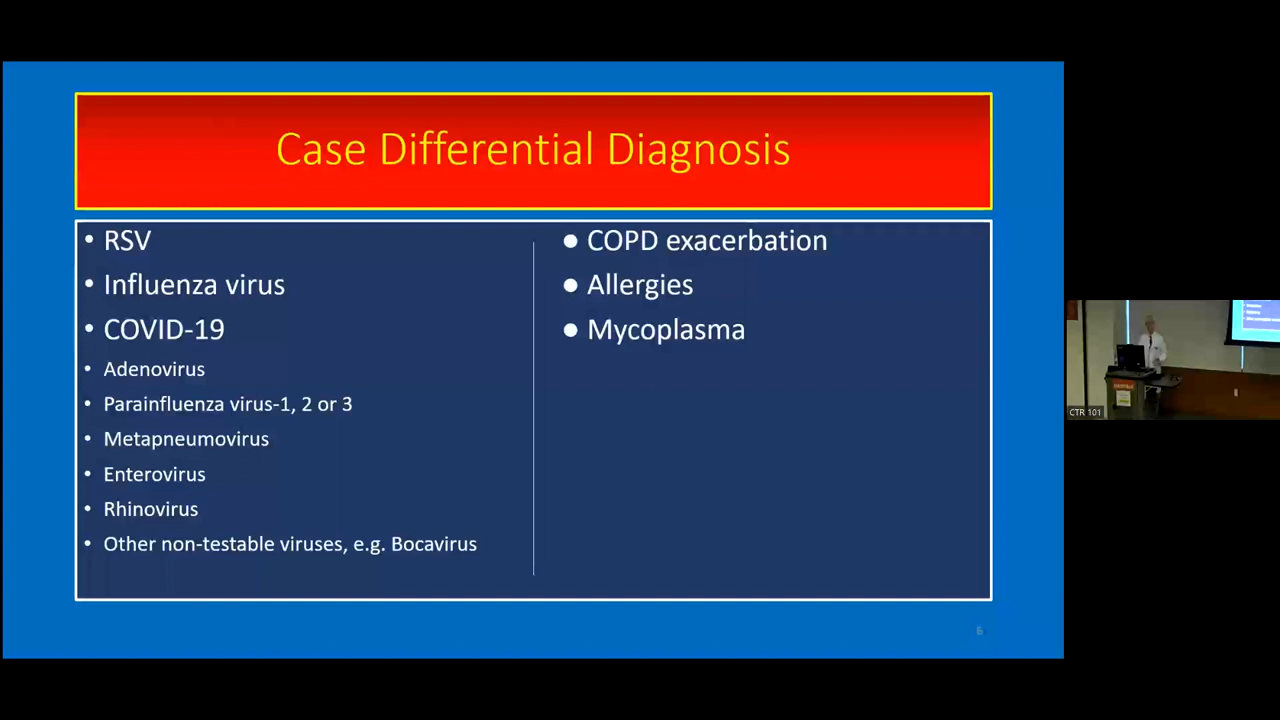 Case Differential Diagnosis
• RSV
• Influenza virus
• COVID-19
• Adenovirus
• Parainfluenza virus-1, 2 or 3
• Metapneumovirus
• Enterovirus
• Rhinovirus
• Other non-testable viruses, e.g. Bocavirus
● COPD exacerbation
● Allergies
● Mycoplasma
6
CTR 101